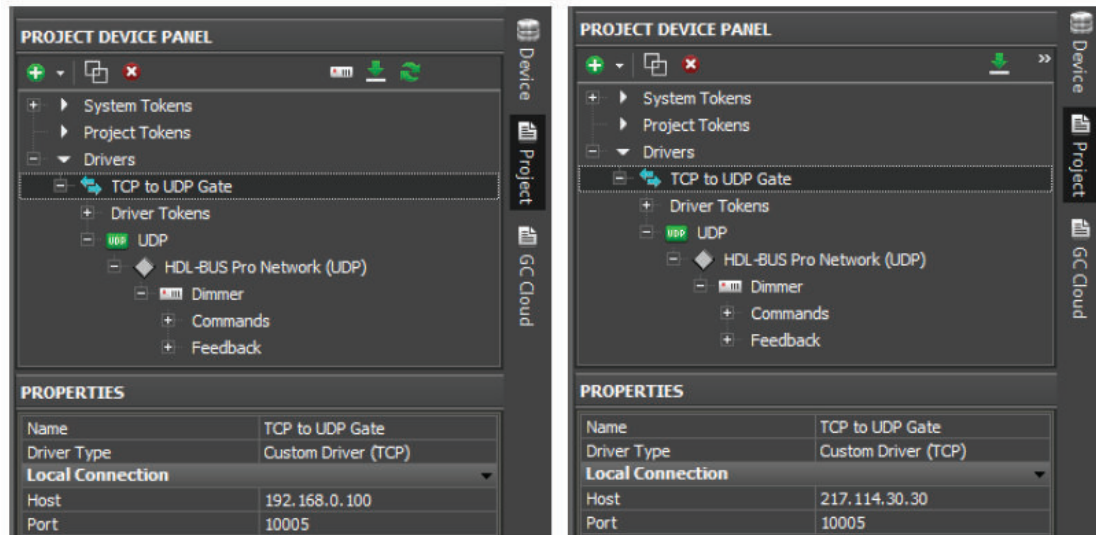 PROJECT DEVICE PANEL
System Tokens
Project Tokens
Drivers
TCP to UDP Gate
Driver Tokens
UDP UDP
HDL-BUS Pro Network (UDP)
Dimmer
Commands
Feedback
PROPERTIES
Name TCP to UDP Gate
Driver Type Custom Driver (TCP)
Local Connection
Host 192.168.0.100
Port 10005
Device
Project
GC Cloud
PROJECT DEVICE PANEL
System Tokens
Project Tokens
Drivers
TCP to UDP Gate
Driver Tokens
UDP UDP
HDL-BUS Pro Network (UDP)
Dimmer
Commands
Feedback
PROPERTIES
Name TCP to UDP Gate
Driver Type Custom Driver (TCP)
Local Connection
Host 217.114.30.30
Port 10005
Device
Project
GC Cloud